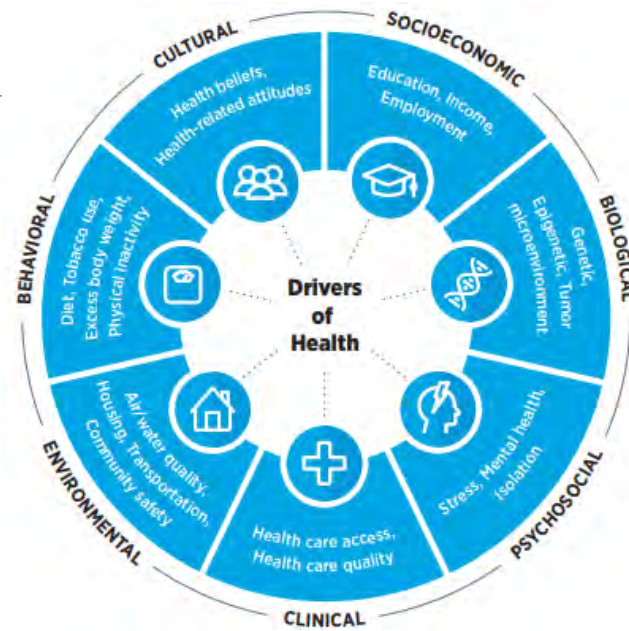 Drivers
of
Health
CULTURAL
Health beliefs,
Health-related attitudes
SOCIOECONOMIC
Education, Income,
Employment
BIOLOGICAL
Genetic,
Epigenetic, Tumor
microenvironment
PSYCHOSOCIAL
Stress, Mental health,
isolation
CLINICAL
Health care access,
Health care quality
ENVIRONMENTAL
Air/water quality,
Housing, Transportation,
Community safety
BEHAVIORAL
Diet, Tobacco use,
Excess body weight,
Physical inactivity